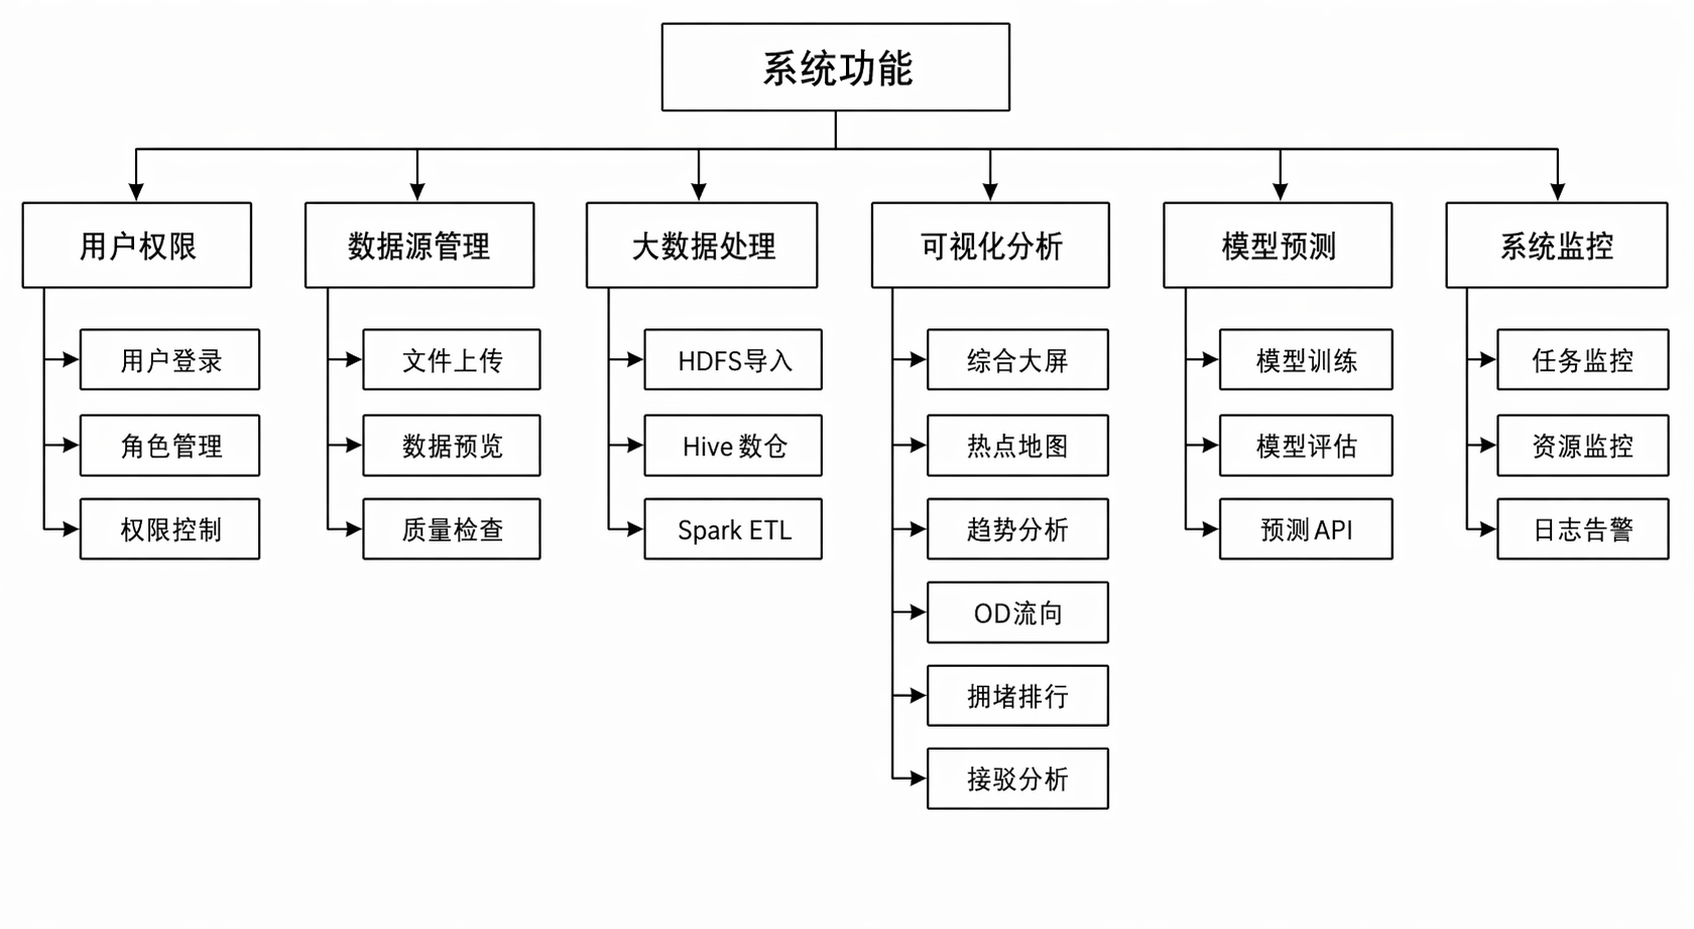 系统功能
用户权限
用户登录
角色管理
权限控制
数据源管理
文件上传
数据预览
质量检查
大数据处理
HDFS导入
Hive 数仓
Spark ETL
可视化分析
综合大屏
热点地图
趋势分析
OD流向
拥堵排行
接驳分析
模型预测
模型训练
模型评估
预测 API
系统监控
任务监控
资源监控
日志告警